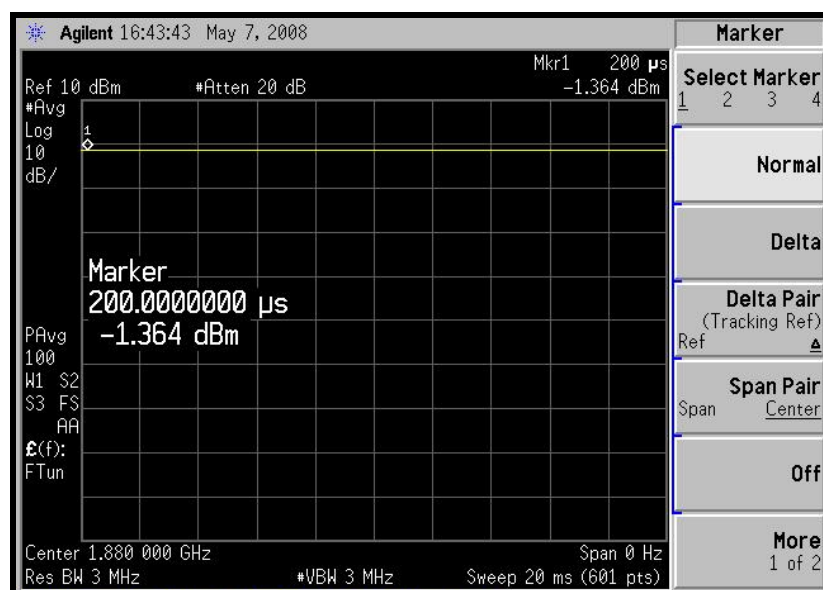 Agilent 16:43:43 May 7, 2008
Marker
Mkr1 200 µs
Ref 10 dBm #Atten 20 dB -1.364 dBm
#Avg
Log
10
dB/
1
Marker
200.0000000 µs
-1.364 dBm
PAvg
100
W1 S2
S3 FS
AA
£(f):
FTun
Center 1.880 000 GHz Span 0 Hz
Res BW 3 MHz #VBW 3 MHz Sweep 20 ms (601 pts)
Select Marker
1 2 3 4
Normal
Delta
Delta Pair
(Tracking Ref)
Ref Δ
Span Pair
Span Center
Off
More
1 of 2